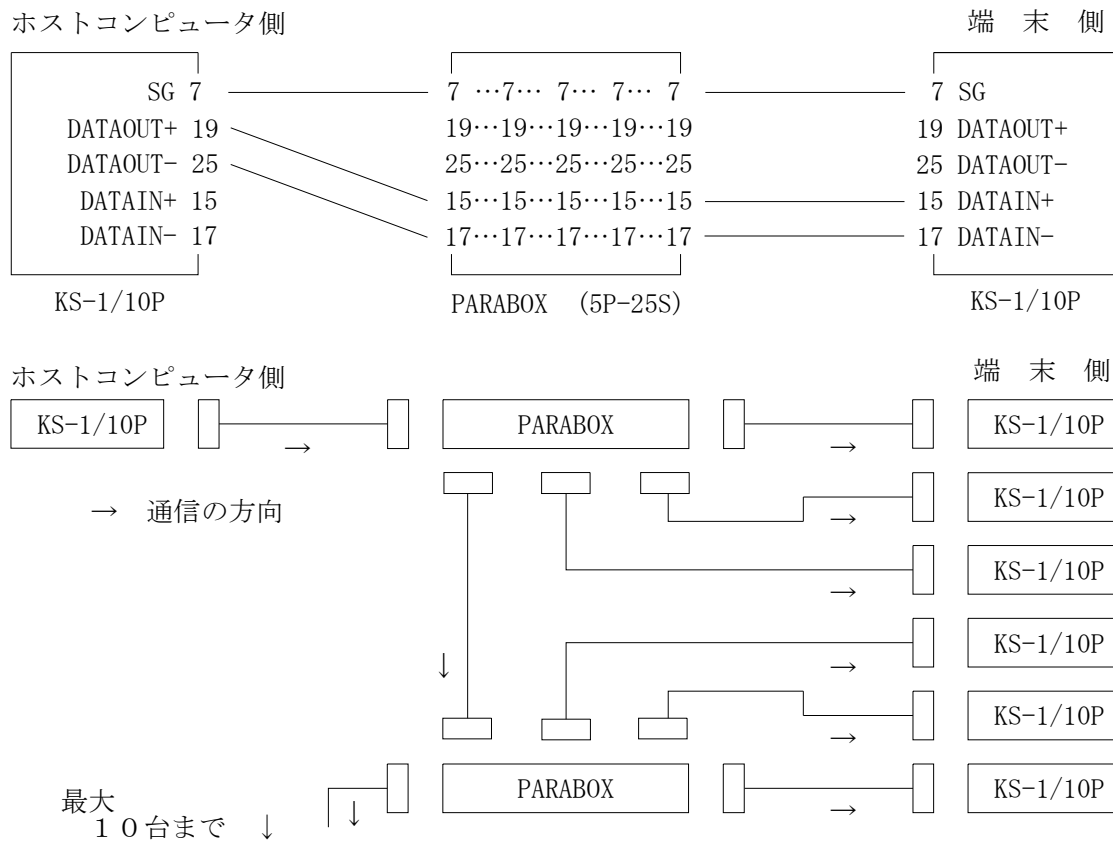 ホストコンピュータ側 端 末 側
SG 7 7 …7… 7… 7… 7 7 SG
DATAOUT+ 19 19…19…19…19…19 19 DATAOUT+
DATAOUT- 25 25…25…25…25…25 25 DATAOUT-
DATAIN+ 15 15…15…15…15…15 15 DATAIN+
DATAIN- 17 17…17…17…17…17 17 DATAIN-
KS-1/10P PARABOX (5P-25S) KS-1/10P
ホストコンピュータ側 端 末 側
KS-1/10P PARABOX KS-1/10P
→ → 
→ 通信の方向 → KS-1/10P
KS-1/10P
→
↓ → KS-1/10P
KS-1/10P
→
PARABOX KS-1/10P
最大 ↓ →
10台まで ↓